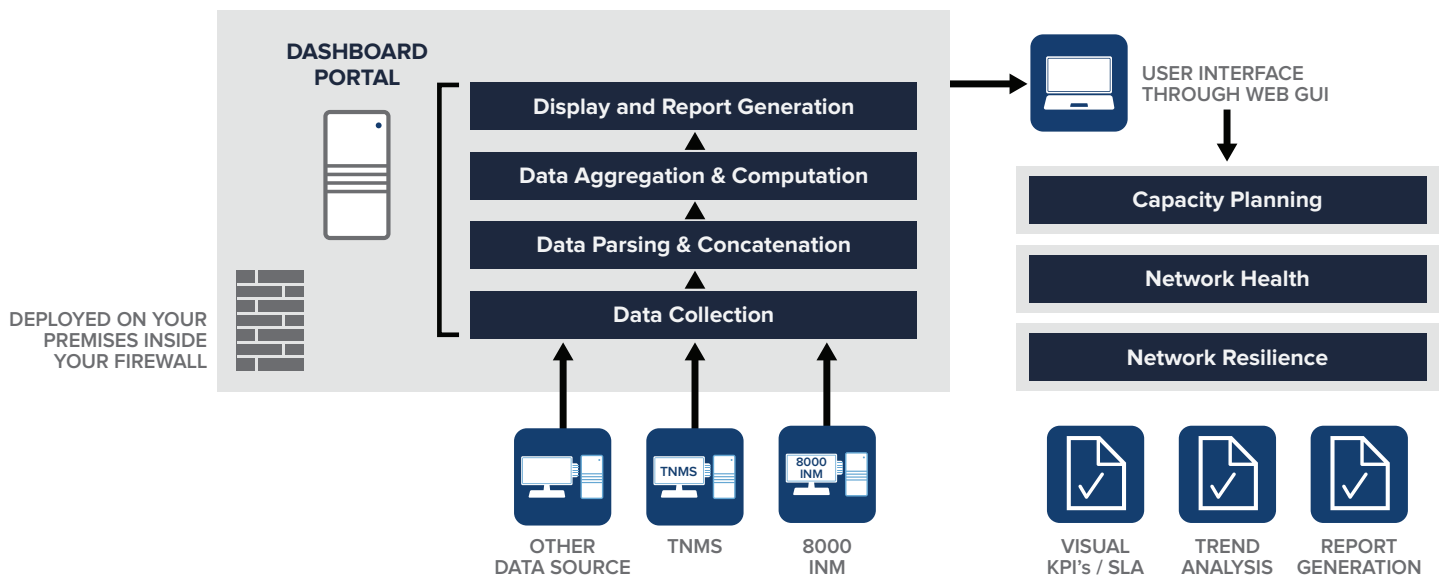 DASHBOARD
PORTAL
Display and Report Generation
Data Aggregation & Computation
Data Parsing & Concatenation
Data Collection
DEPLOYED ON YOUR
PREMISES INSIDE
YOUR FIREWALL
TNMS
8000
INM
OTHER
DATA SOURCE
TNMS
8000
INM
USER INTERFACE
THROUGH WEB GUI
Capacity Planning
Network Health
Network Resilience
VISUAL
KPI's / SLA
TREND
ANALYSIS
REPORT
GENERATION